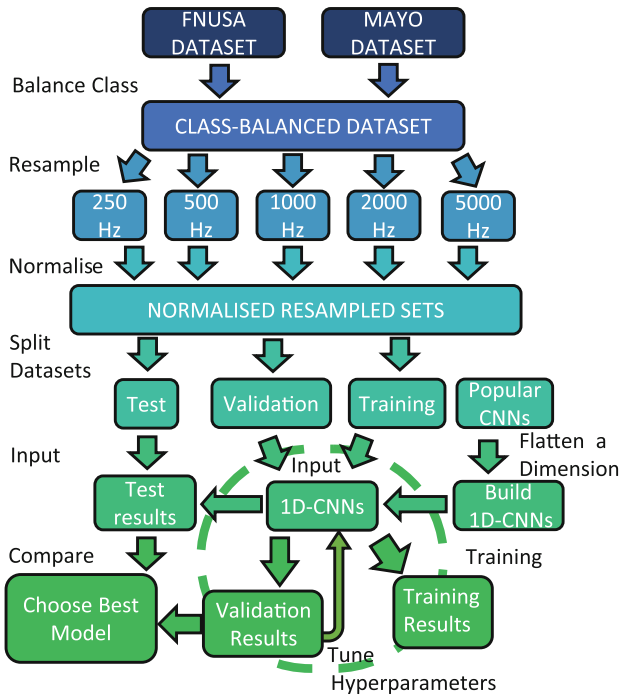 FNUSA
DATASET
MAYO
DATASET
Balance Class
CLASS-BALANCED DATASET
Resample
250
Hz
500
Hz
1000
Hz
2000
Hz
5000
Hz
Normalise
NORMALISED RESAMPLED SETS
Split
Datasets
Test
Validation
Training
Popular
CNNs
Input
Input
Flatten a
Dimension
Test
results
1D-CNNs
Build
1D-CNNs
Compare
Training
Choose Best
Model
Validation
Results
Training
Results
Tune
Hyperparameters